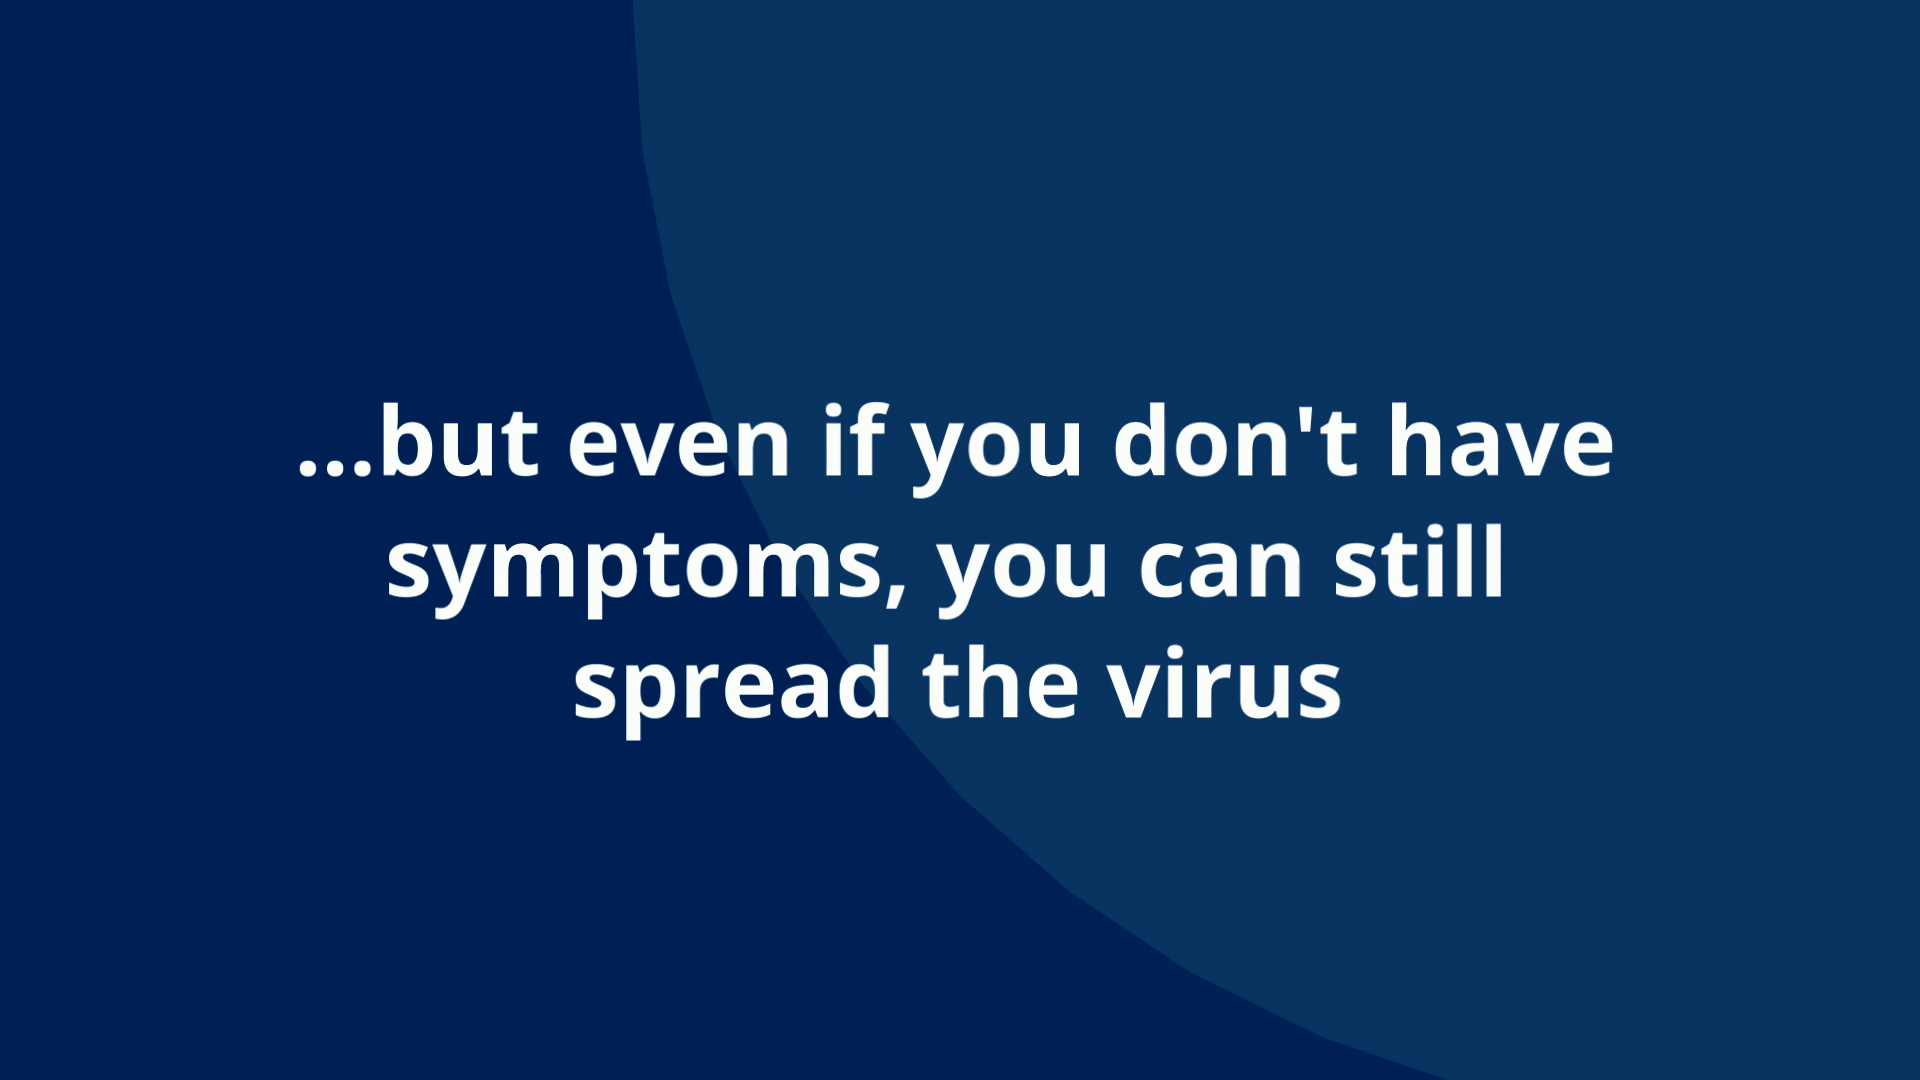 ...but even if you don't have
symptoms, you can still
spread the virus